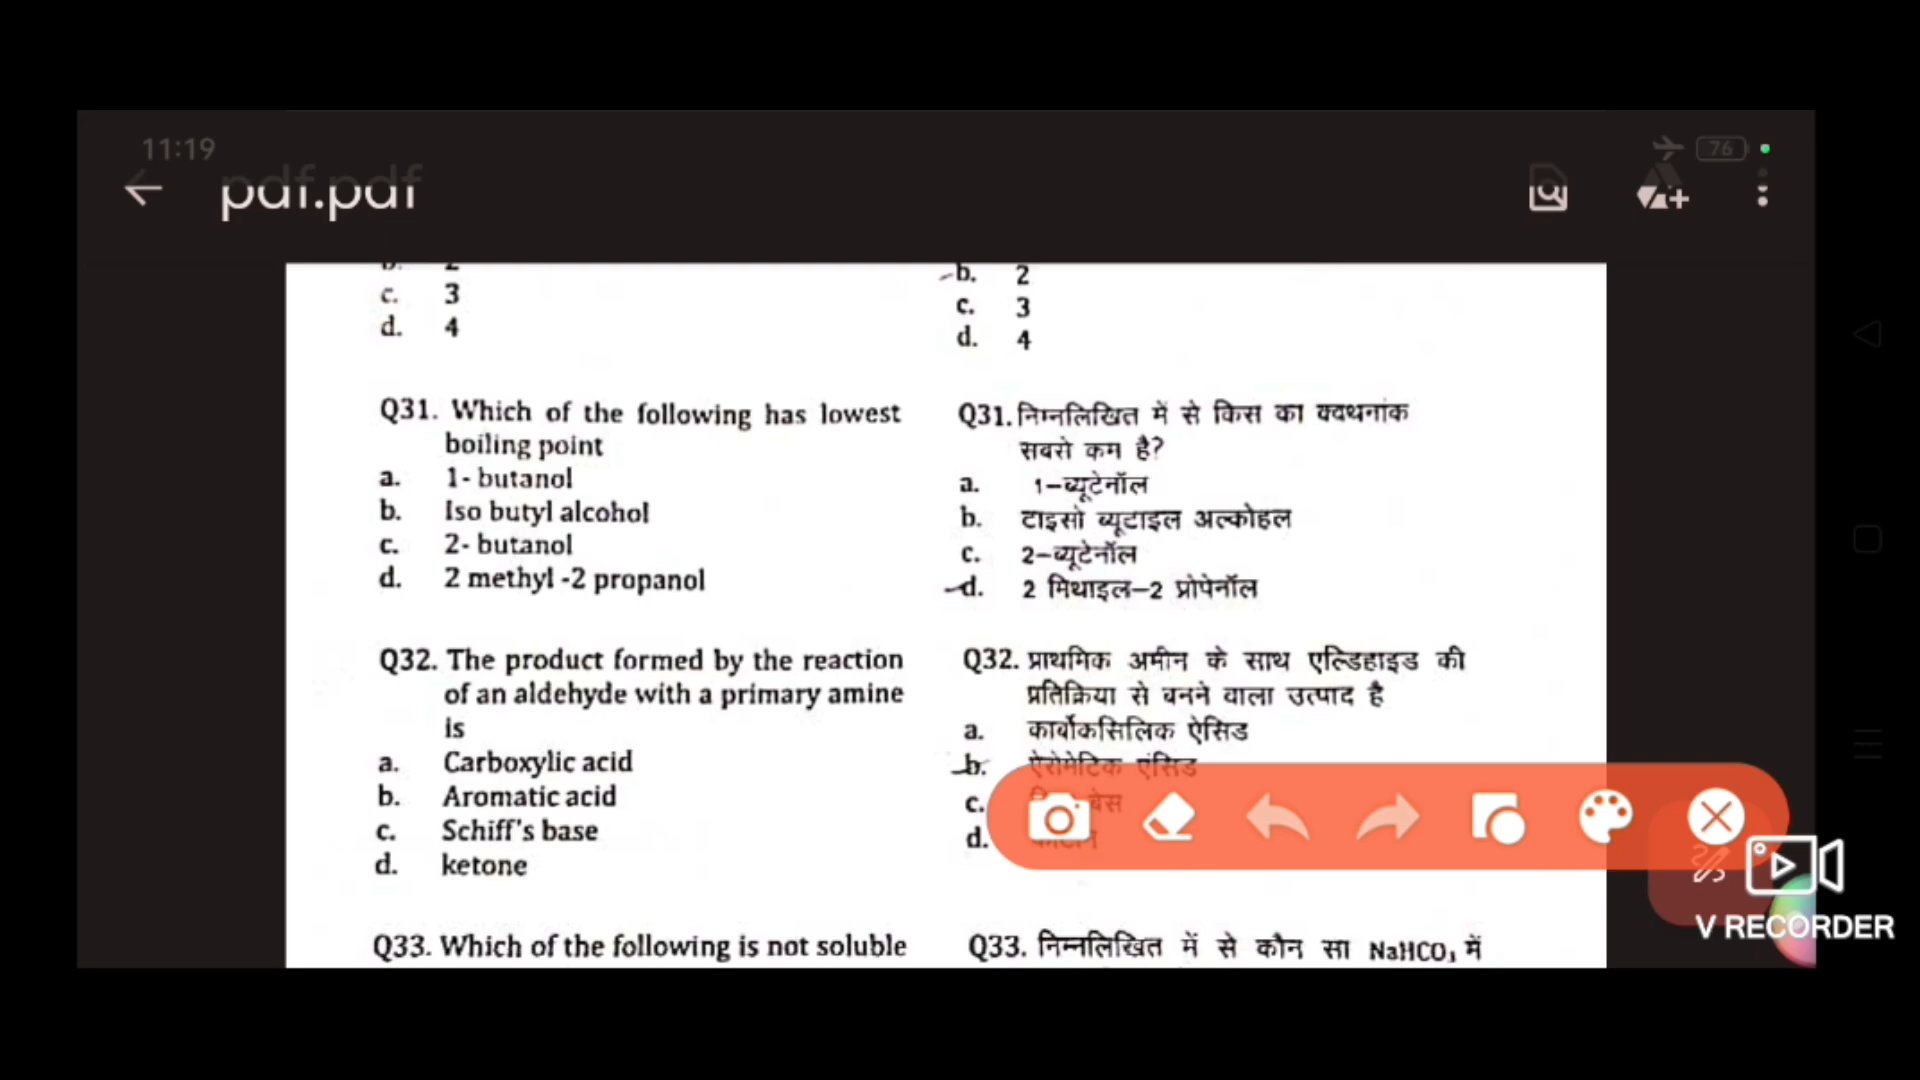 11:19
76
pdf.pdf
b. 2
c. 3
d. 4
Q31. Which of the following has lowest
boiling point
a. 1- butanol
b. Iso butyl alcohol
c. 2- butanol
d. 2 methyl -2 propanol
Q32. The product formed by the reaction
of an aldehyde with a primary amine
is
a. Carboxylic acid
b. Aromatic acid
c. Schiff's base
d. ketone
Q33. Which of the following is not soluble
b. 2
c. 3
d. 4
Q31. निम्नलिखित में से किस का क्वथनांक
सबसे कम है?
a. 1–ब्यूटेनॉल
b. टाइसो ब्यूटाइल अल्कोहल
c. 2–ब्यूटेनॉल
d. 2 मिथाइल–2 प्रोपेनॉल
Q32. प्राथमिक अमीन के साथ एल्डिहाइड की
प्रतिक्रिया से बनने वाला उत्पाद है
a. कार्बोकसिलिक ऐसिड
b. ऐरोमेटिक एंसिड
c. बेस
d.
Q33. निम्नलिखित में से कौन सा NaHCO₃ में
V RECORDER